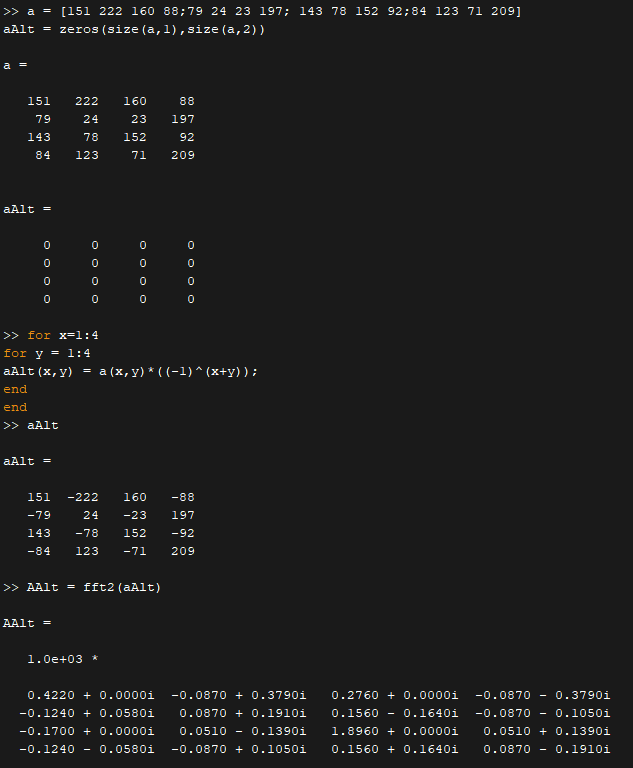 >> a = [151 222 160 88;79 24 23 197; 143 78 152 92;84 123 71 209]
aAlt = zeros(size(a,1),size(a,2))
a =
151 222 160 88
79 24 23 197
143 78 152 92
84 123 71 209
aAlt =
0 0 0 0
0 0 0 0
0 0 0 0
0 0 0 0
>> for x=1:4
for y = 1:4
aAlt(x,y) = a(x,y)*((-1)^(x+y));
end
end
>> aAlt
aAlt =
151 -222 160 -88
-79 24 -23 197
143 -78 152 -92
-84 123 -71 209
>> AAlt = fft2(aAlt)
AAlt =
1.0e+03 *
0.4220 + 0.0000i -0.0870 + 0.3790i 0.2760 + 0.0000i -0.0870 - 0.3790i
-0.1240 + 0.0580i 0.0870 + 0.1910i 0.1560 - 0.1640i -0.0870 - 0.1050i
-0.1700 + 0.0000i 0.0510 - 0.1390i 1.8960 + 0.0000i 0.0510 + 0.1390i
-0.1240 - 0.0580i -0.0870 + 0.1050i 0.1560 + 0.1640i 0.0870 - 0.1910i